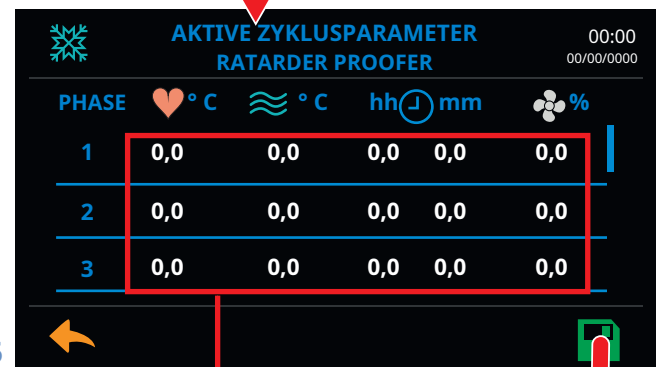 AKTIVE ZYKLUSPARAMETER
RATARDER PROOFER
00:00
00/00/0000
PHASE ° C ° C hh mm %
1 0,0 0,0 0,0 0,0 0,0
2 0,0 0,0 0,0 0,0 0,0
3 0,0 0,0 0,0 0,0 0,0